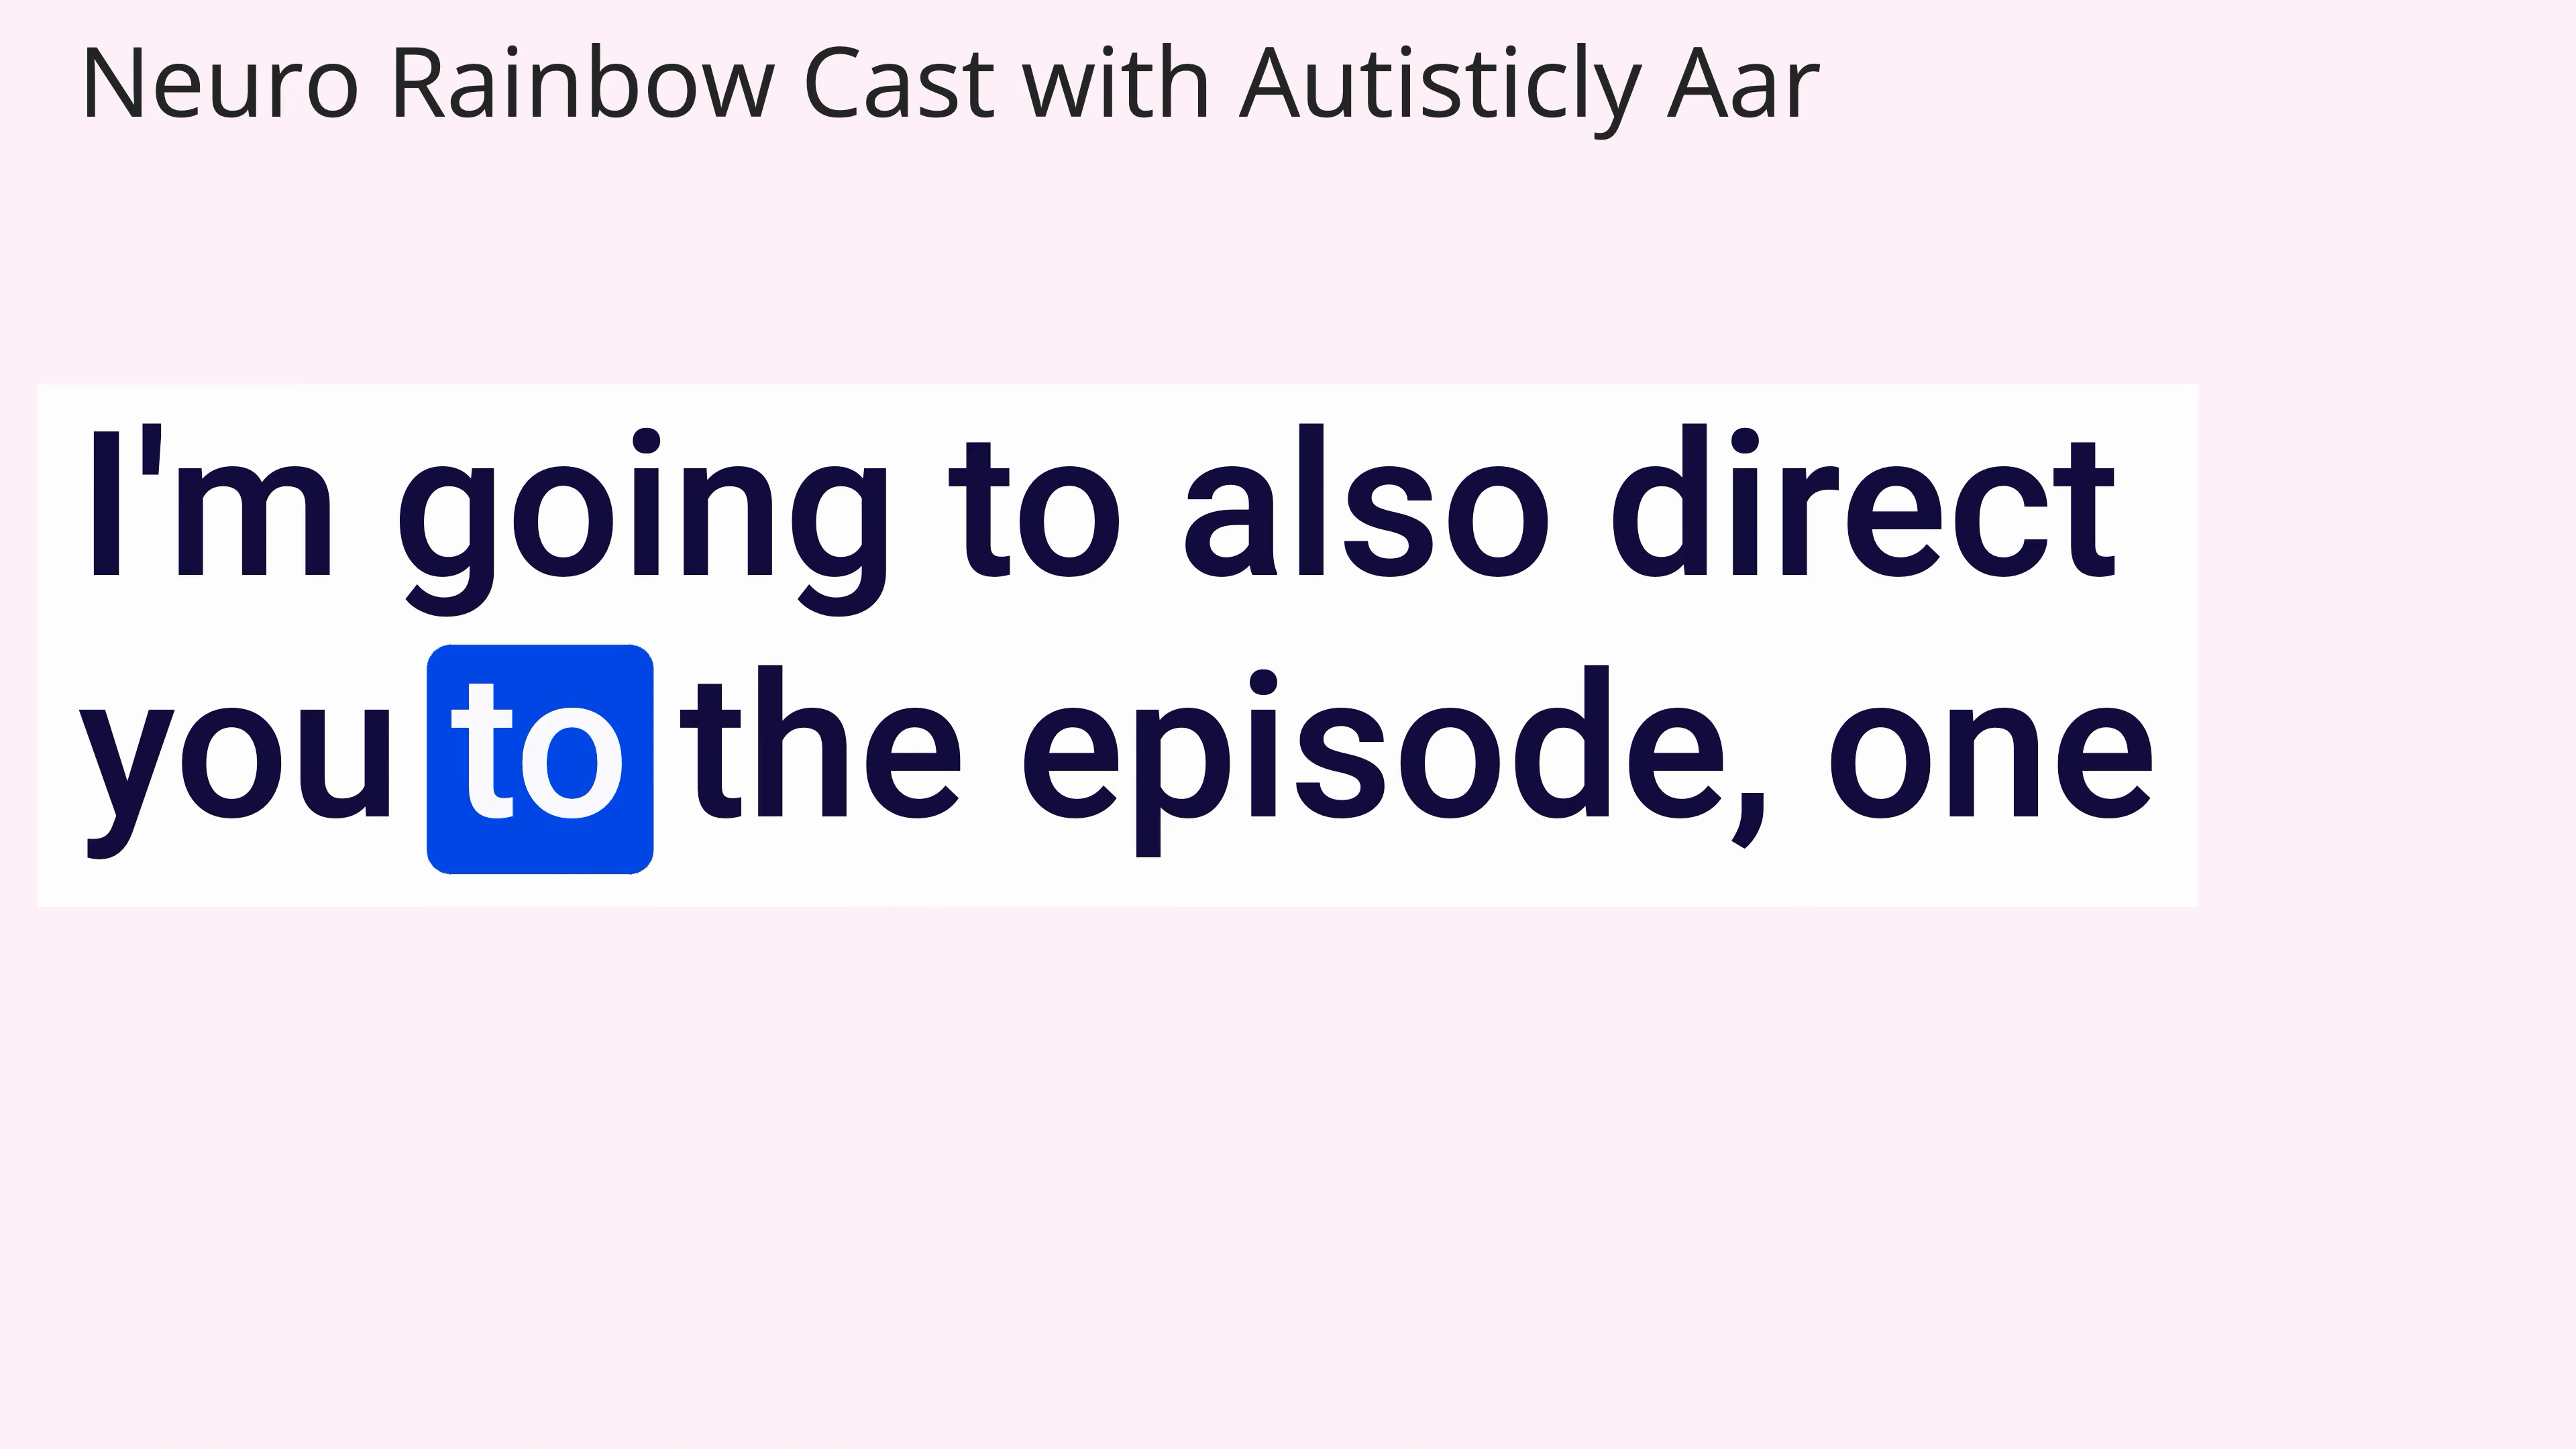 Neuro Rainbow Cast with Autisticly Aar
I'm going to also direct
you to the episode, one